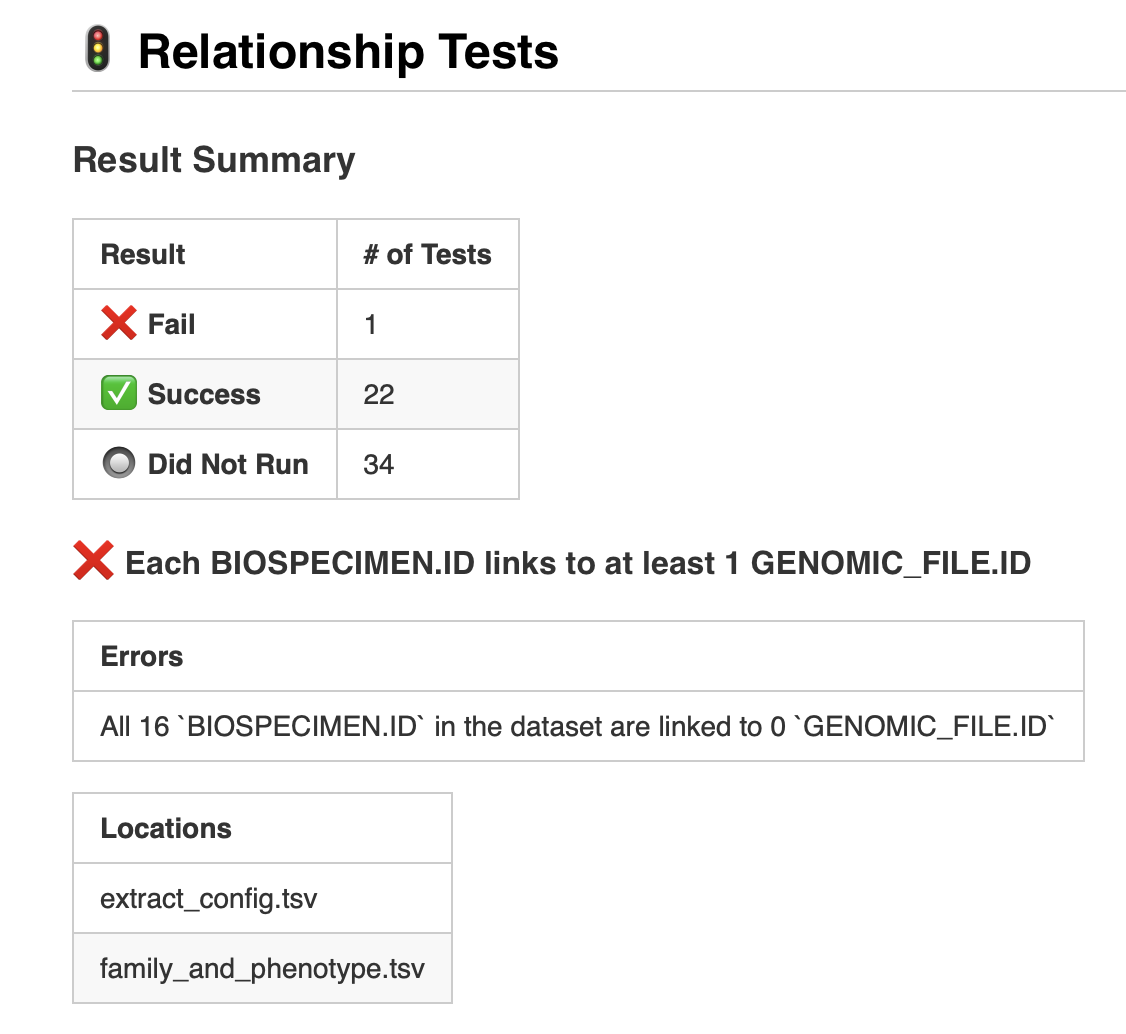 Relationship Tests
Result Summary
Result # of Tests
Fail 1
Success 22
Did Not Run 34
Each BIOSPECIMEN.ID links to at least 1 GENOMIC_FILE.ID
Errors
All 16 `BIOSPECIMEN.ID` in the dataset are linked to 0 `GENOMIC_FILE.ID`
Locations
extract_config.tsv
family_and_phenotype.tsv